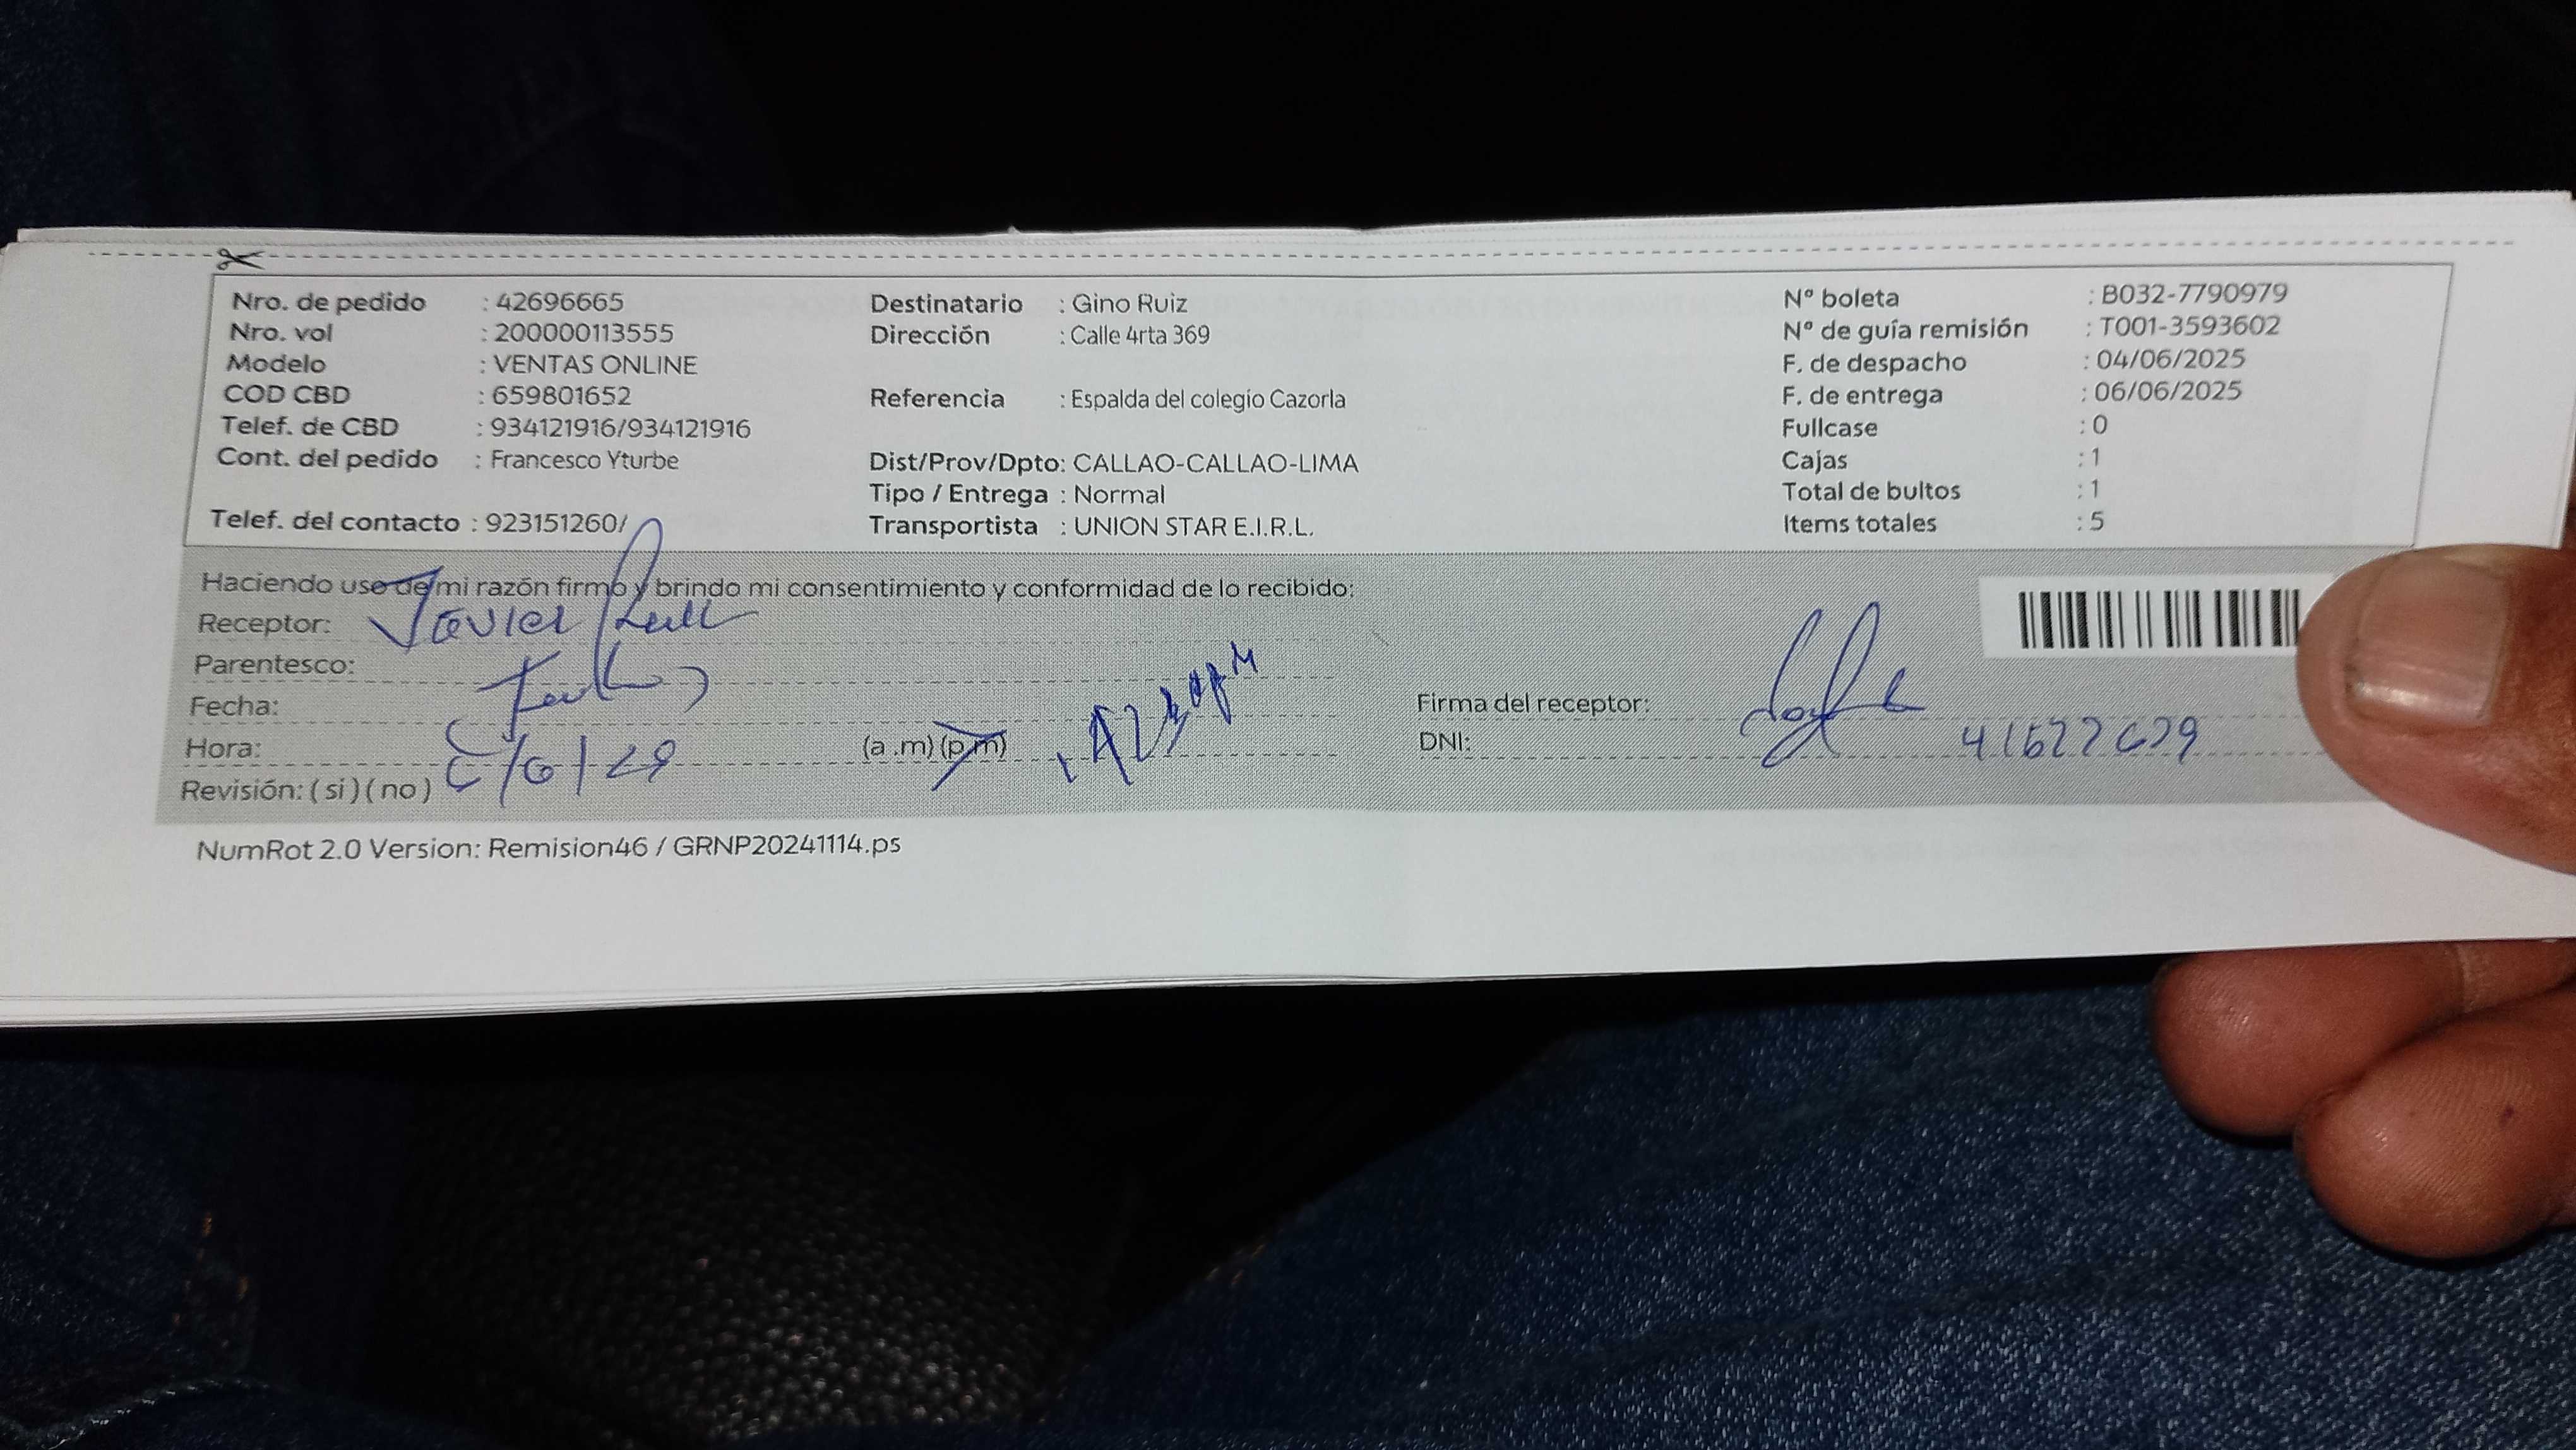 Nro. de pedido : 42696665
Nro. vol : 200000113555
Modelo : VENTAS ONLINE
COD CBD : 659801652
Telef. de CBD : 934121916/934121916
Cont. del pedido : Francesco Yturbe
Telef. del contacto : 923151260/
Destinatario : Gino Ruiz
Dirección : Calle 4rta 369
Referencia : Espalda del colegio Cazorla
Dist/Prov/Dpto: CALLAO-CALLAO-LIMA
Tipo / Entrega : Normal
Transportista : UNION STAR E.I.R.L.
Nº boleta : B032-7790979
Nº de guía remisión : T001-3593602
F. de despacho : 04/06/2025
F. de entrega : 06/06/2025
Fullcase : 0
Cajas : 1
Total de bultos : 1
Items totales : 5
Haciendo uso de mi razón firmo y brindo mi consentimiento y conformidad de lo recibido:
Receptor: Javier
Parentesco:
Fecha:
Hora: (a .m) (p.m)
Revisión: ( si ) ( no )
Firma del receptor:
DNI:
NumRot 2.0 Version: Remision46 / GRNP20241114.ps